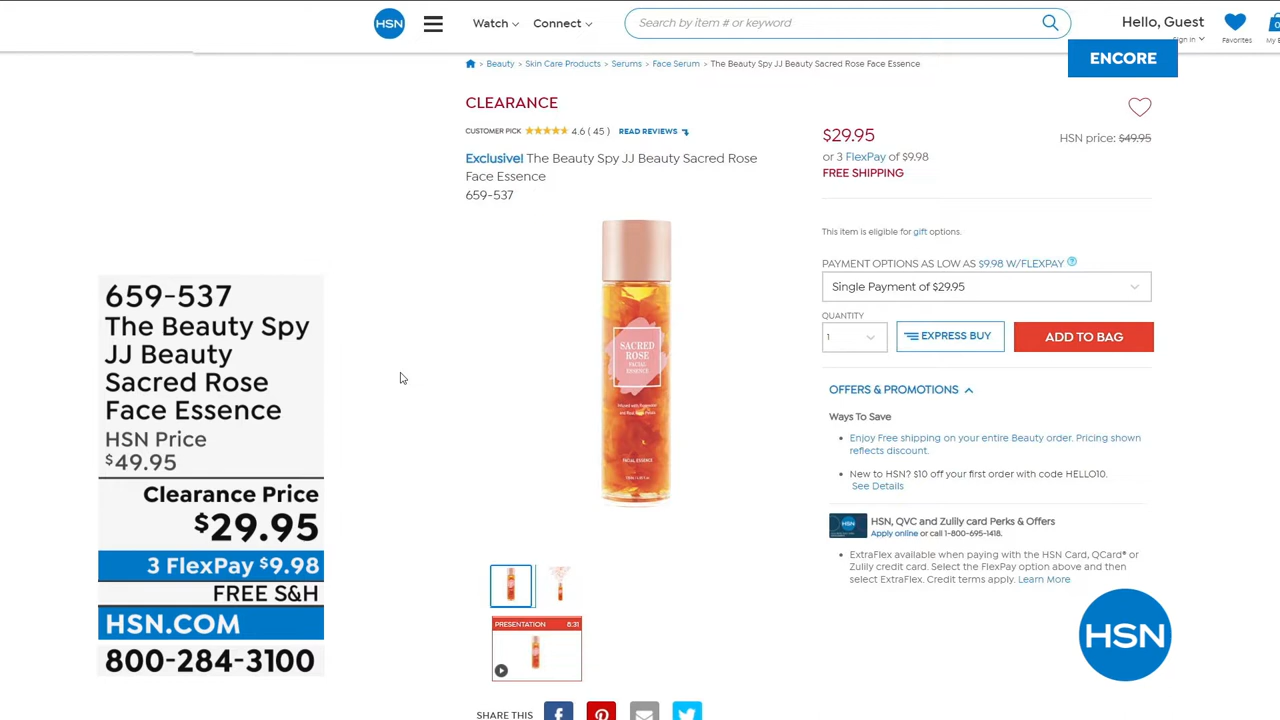 HSN
Watch
Connect
Search by item # or keyword
Hello, Guest
Sign In
Favorites
ENCORE
> Beauty > Skin Care Products > Serums > Face Serum > The Beauty Spy JJ Beauty Sacred Rose Face Essence
CLEARANCE
CUSTOMER PICK 4.6 ( 45 ) READ REVIEWS
Exclusive! The Beauty Spy JJ Beauty Sacred Rose
Face Essence
659-537
$29.95
HSN price: $49.95
or 3 FlexPay of $9.98
FREE SHIPPING
This item is eligible for gift options.
PAYMENT OPTIONS AS LOW AS $9.98 W/FLEXPAY ?
Single Payment of $29.95
QUANTITY
1
EXPRESS BUY
ADD TO BAG
OFFERS & PROMOTIONS
Ways To Save
• Enjoy Free shipping on your entire Beauty order. Pricing shown
reflects discount.
• New to HSN? $10 off your first order with code HELLO10.
See Details
HSN, QVC and Zulily card Perks & Offers
Apply online or call 1-800-695-1418.
• ExtraFlex available when paying with the HSN Card, QCard® or
Zulily credit card. Select the FlexPay option above and then
select ExtraFlex. Credit terms apply. Learn More
SACRED
ROSE
FACIAL
ESSENCE
FACIAL ESSENCE
PRESENTATION 8:31
SHARE THIS
659-537
The Beauty Spy
JJ Beauty
Sacred Rose
Face Essence
HSN Price
$49.95
Clearance Price
$29.95
3 FlexPay $9.98
FREE S&H
HSN.COM
800-284-3100
HSN